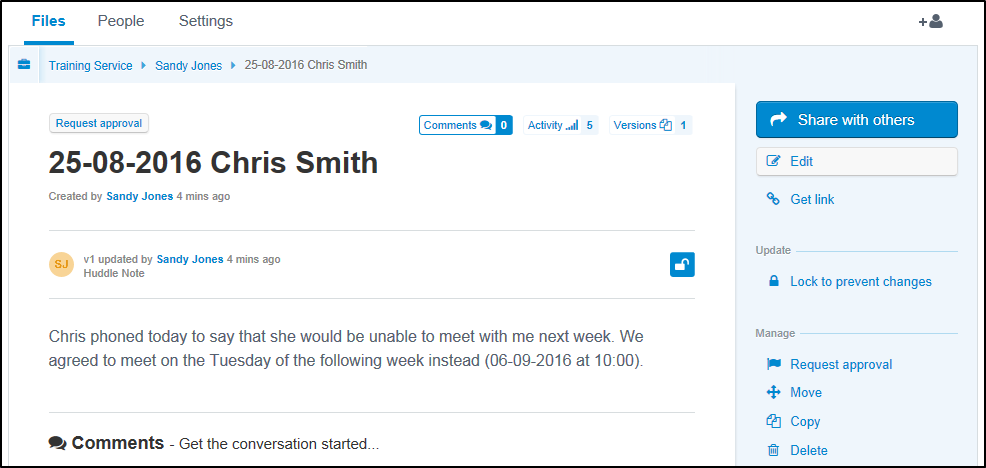 Files People Settings
+
Training Service Sandy Jones 25-08-2016 Chris Smith
Request approval
Comments 0 Activity 5 Versions 1
25-08-2016 Chris Smith
Created by Sandy Jones 4 mins ago
SJ
v1 updated by Sandy Jones 4 mins ago
Huddle Note
Chris phoned today to say that she would be unable to meet with me next week. We
agreed to meet on the Tuesday of the following week instead (06-09-2016 at 10:00).
Comments - Get the conversation started...
Share with others
Edit
Get link
Update
Lock to prevent changes
Manage
Request approval
Move
Copy
Delete